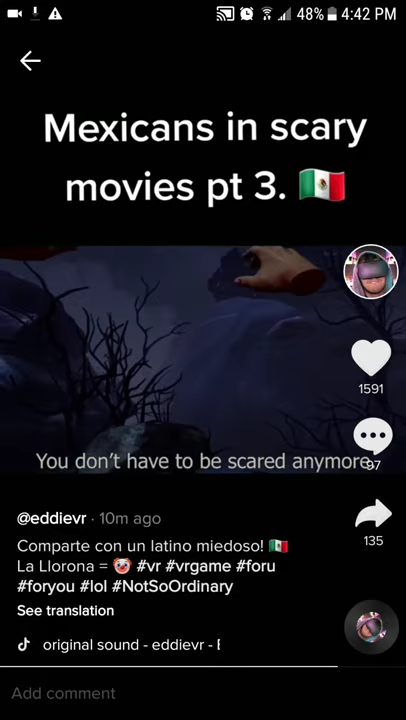 48% 4:42 PM
Mexicans in scary
movies pt 3. 🇲🇽
1591
You don't have to be scared anymore.
97
@eddievr · 10m ago
135
Comparte con un latino miedoso! 🇲🇽
La Llorona = 🤡 #vr #vrgame #foru
#foryou #lol #NotSoOrdinary
See translation
original sound - eddievr - E
Add comment